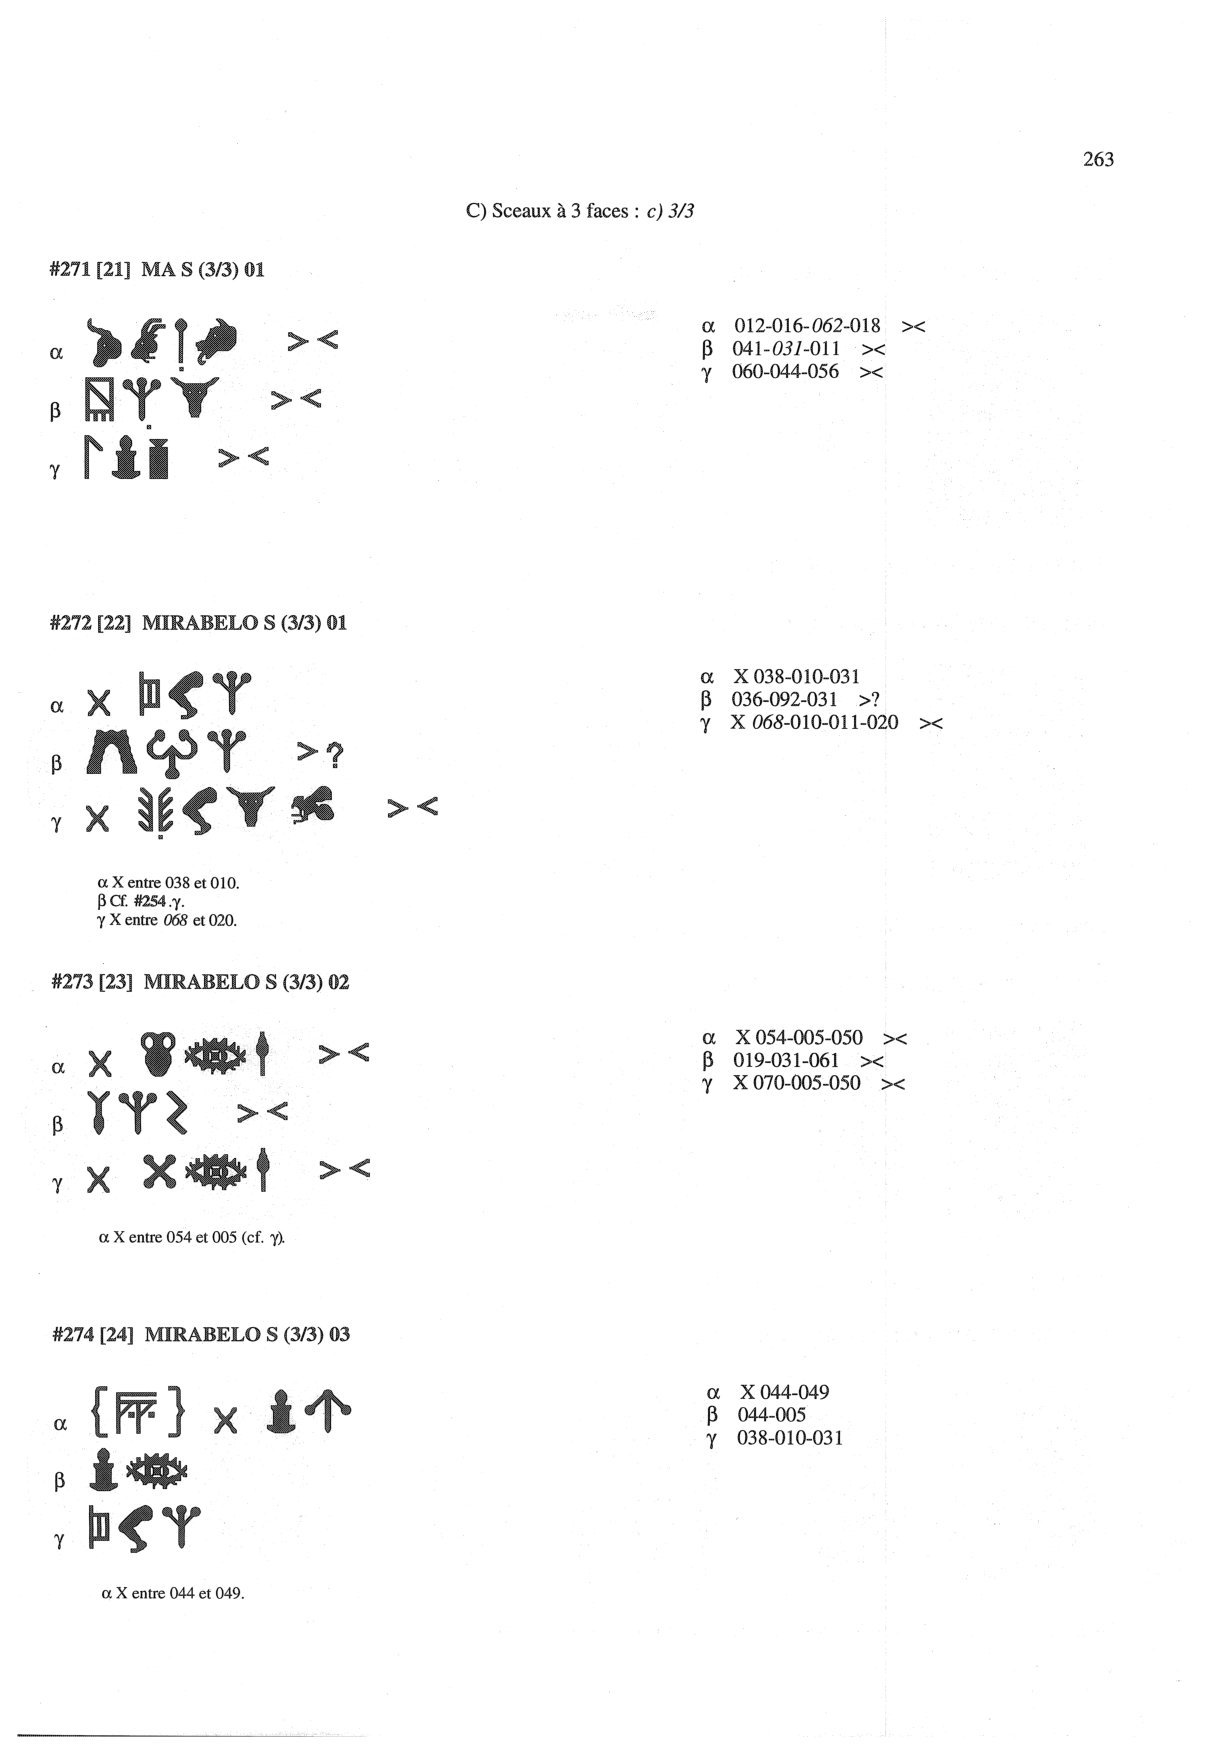 263
C) Sceaux à 3 faces : c) 3/3
#271 [21] MA S (3/3) 01
α > <
β > <
γ > <
α 012-016-062-018 ><
β 041-031-011 ><
γ 060-044-056 ><
#272 [22] MIRABELO S (3/3) 01
α X
β > ?
γ X > <
α X 038-010-031
β 036-092-031 >?
γ X 068-010-011-020 ><
α X entre 038 et 010.
β Cf. #254.γ.
γ X entre 068 et 020.
#273 [23] MIRABELO S (3/3) 02
α X > <
β > <
γ X > <
α X 054-005-050 ><
β 019-031-061 ><
γ X 070-005-050 ><
α X entre 054 et 005 (cf. γ).
#274 [24] MIRABELO S (3/3) 03
α { } X
β
γ
α X 044-049
β 044-005
γ 038-010-031
α X entre 044 et 049.